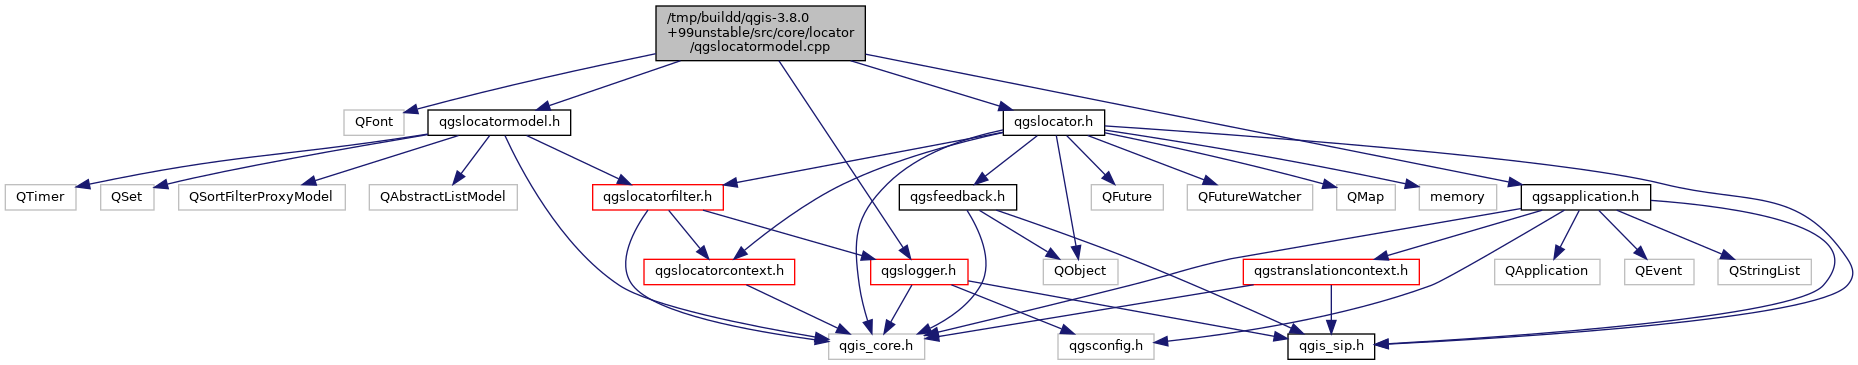 /tmp/buildd/qgis-3.8.0
+99unstable/src/core/locator
/qgslocatormodel.cpp
QFont
qgslocatormodel.h
qgslocator.h
QTimer
QSet
QSortFilterProxyModel
QAbstractListModel
qgslocatorfilter.h
qgsfeedback.h
QFuture
QFutureWatcher
QMap
memory
qgsapplication.h
qgslocatorcontext.h
qgslogger.h
QObject
qgstranslationcontext.h
QApplication
QEvent
QStringList
qgis_core.h
qgsconfig.h
qgis_sip.h